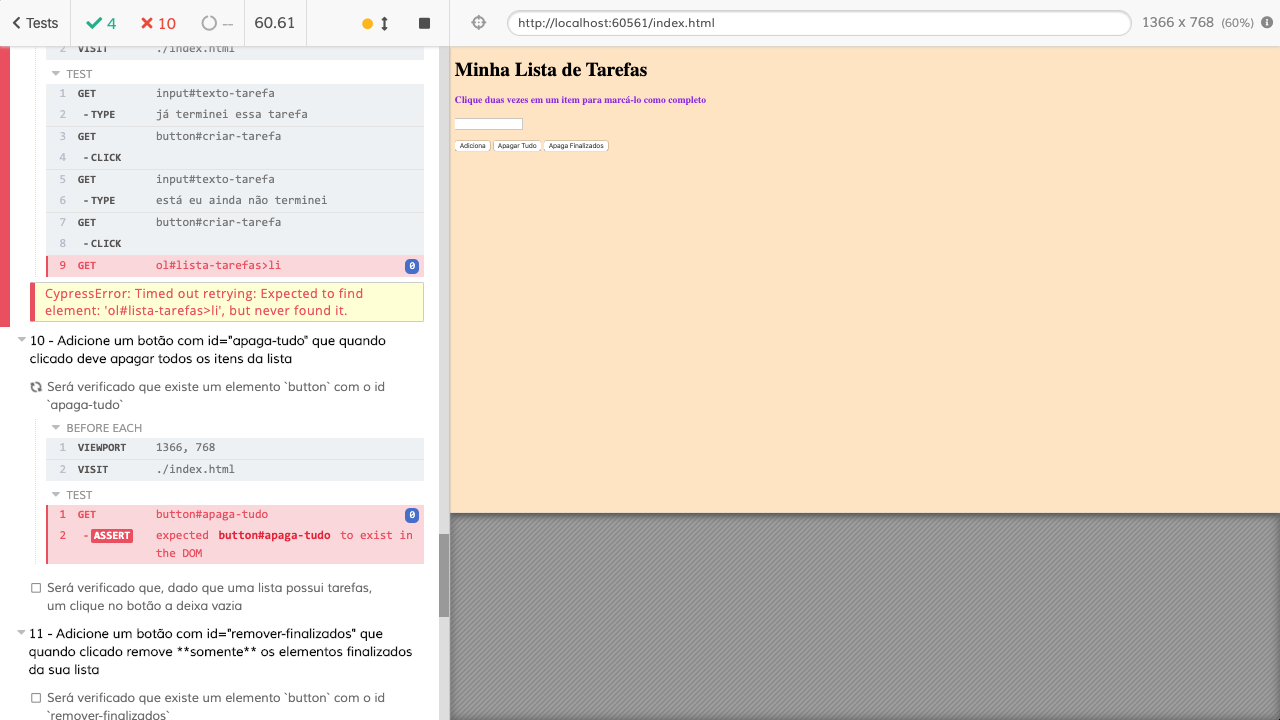 Tests 4 10 -- 60.61
http://localhost:60561/index.html 1366 x 768 (60%)
2 VISIT ./index.html
TEST
1 GET input#texto-tarefa
2 -TYPE já terminei essa tarefa
3 GET button#criar-tarefa
4 -CLICK
5 GET input#texto-tarefa
6 -TYPE está eu ainda não terminei
7 GET button#criar-tarefa
8 -CLICK
9 GET ol#lista-tarefas>li 0
CypressError: Timed out retrying: Expected to find
element: 'ol#lista-tarefas>li', but never found it.
10 - Adicione um botão com id="apaga-tudo" que quando
clicado deve apagar todos os itens da lista
Será verificado que existe um elemento `button` com o id
`apaga-tudo`
BEFORE EACH
1 VIEWPORT 1366, 768
2 VISIT ./index.html
TEST
1 GET button#apaga-tudo 0
2 -ASSERT expected button#apaga-tudo to exist in
the DOM
Será verificado que, dado que uma lista possui tarefas,
um clique no botão a deixa vazia
11 - Adicione um botão com id="remover-finalizados" que
quando clicado remove **somente** os elementos finalizados
da sua lista
Será verificado que existe um elemento `button` com o id
`remover-finalizados`
Minha Lista de Tarefas
Clique duas vezes em um item para marcá-lo como completo
Adiciona Apagar Tudo Apaga Finalizados